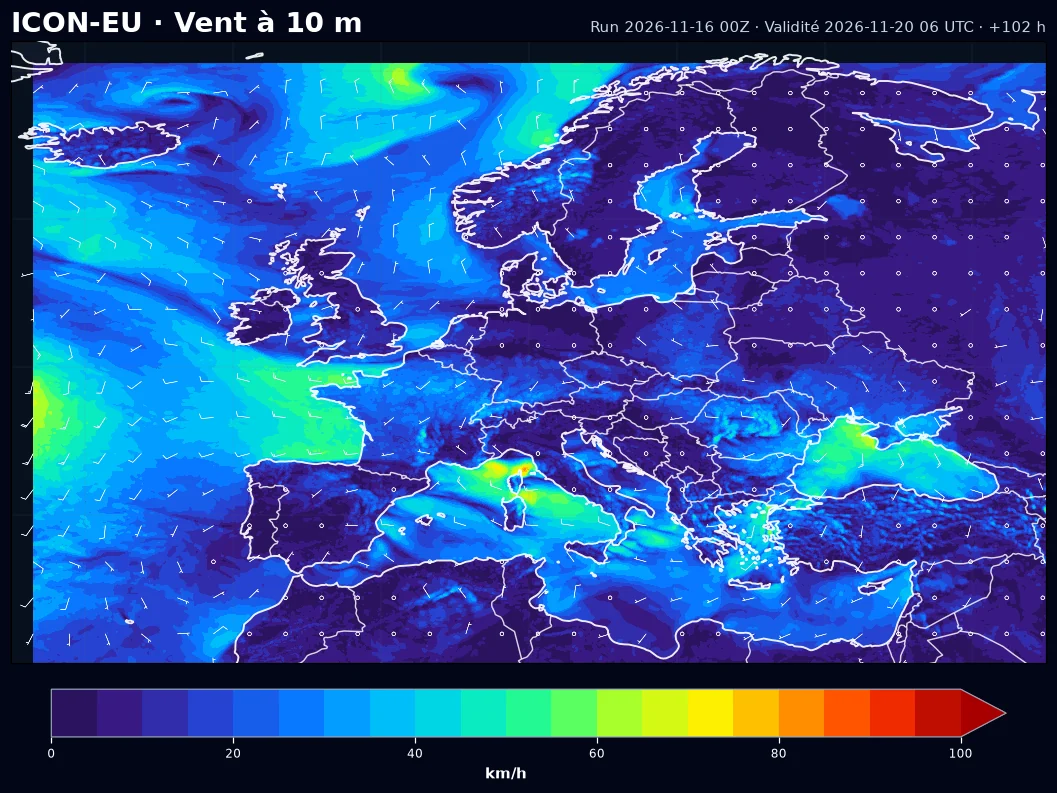 ICON-EU · Vent à 10 m
Run 2026-11-16 00Z · Validité 2026-11-20 06 UTC · +102 h
0 20 40 60 80 100
km/h